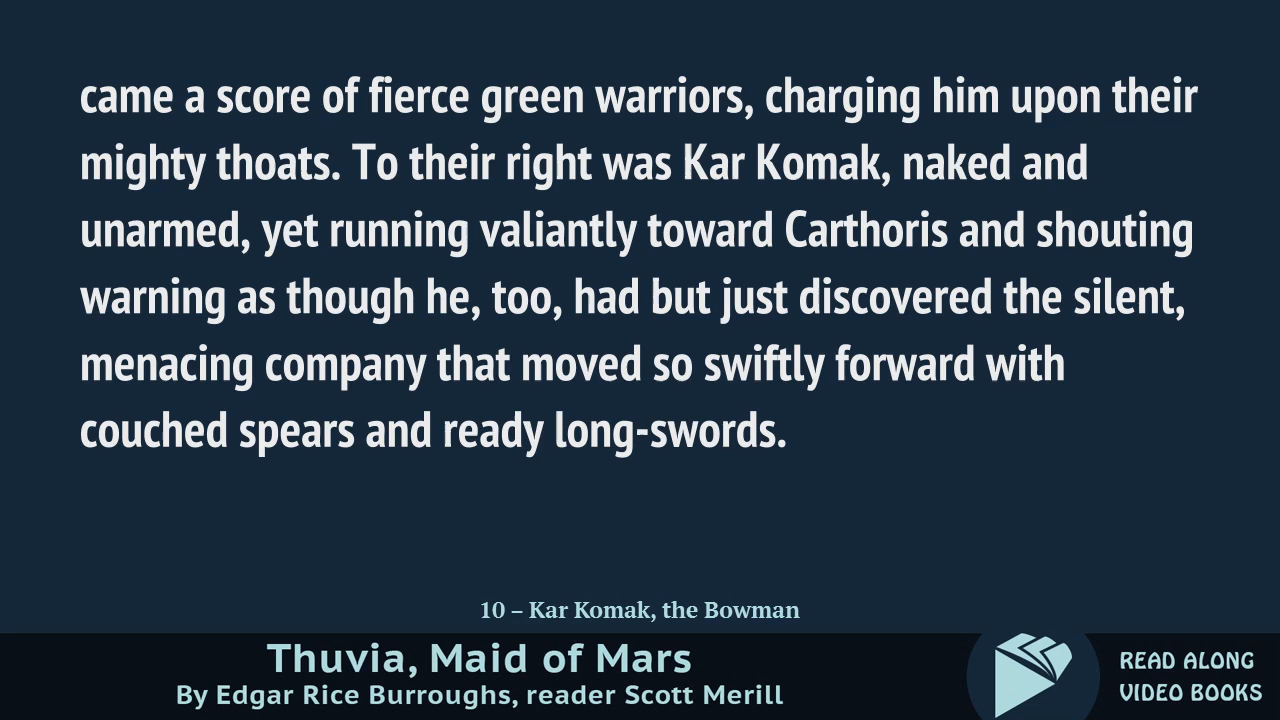 came a score of fierce green warriors, charging him upon their
mighty thoats. To their right was Kar Komak, naked and
unarmed, yet running valiantly toward Carthoris and shouting
warning as though he, too, had but just discovered the silent,
menacing company that moved so swiftly forward with
couched spears and ready long-swords.
10 – Kar Komak, the Bowman
Thuvia, Maid of Mars
By Edgar Rice Burroughs, reader Scott Merill
READ ALONG
VIDEO BOOKS